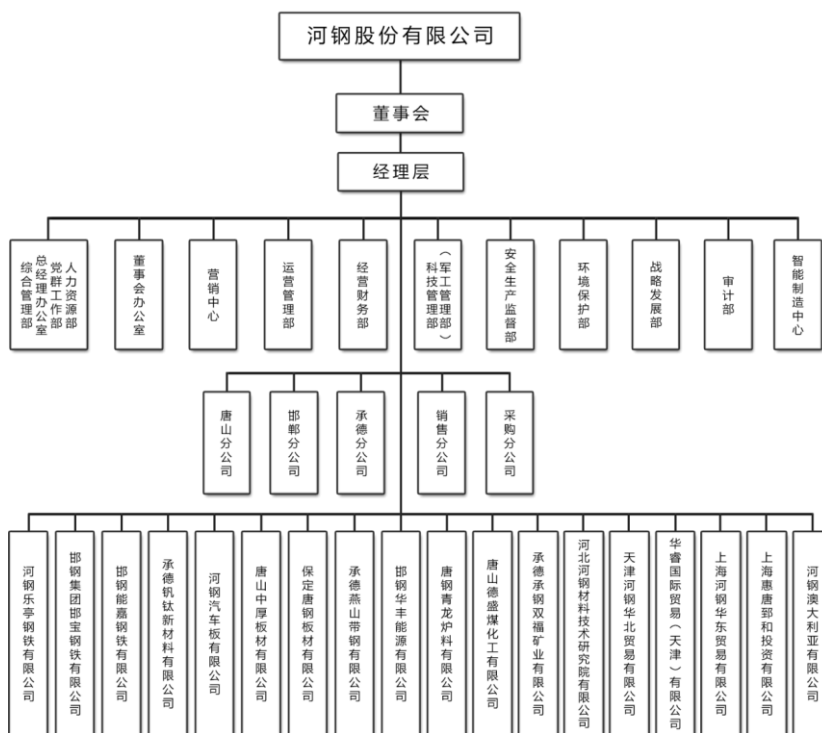 河钢股份有限公司
董事会
经理层
人力资源部
党群工作部
总经理办公室
综合管理部
董事会办公室
营销中心
运营管理部
经营财务部
（军工管理部）
科技管理部
安全生产监督部
环境保护部
战略发展部
审计部
智能制造中心
唐山分公司
邯郸分公司
承德分公司
销售分公司
采购分公司
河钢乐亭钢铁有限公司
邯钢集团邯宝钢铁有限公司
邯钢能嘉钢铁有限公司
承德钒钛新材料有限公司
河钢汽车板有限公司
唐山中厚板材有限公司
保定唐钢板材有限公司
承德燕山带钢有限公司
邯钢华丰能源有限公司
唐钢青龙炉料有限公司
唐山德盛煤化工有限公司
承德承钢双福矿业有限公司
河北河钢材料技术研究院有限公司
天津河钢华北贸易有限公司
华睿国际贸易（天津）有限公司
上海河钢华东贸易有限公司
上海惠唐郅和投资有限公司
河钢澳大利亚有限公司